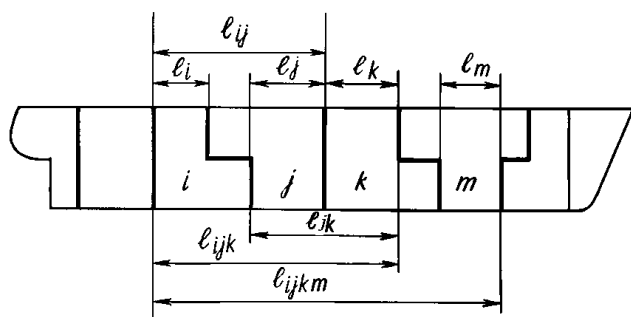 ℓij
ℓi ℓj ℓk ℓm
i j k m
ℓjk
ℓijk
ℓijkm